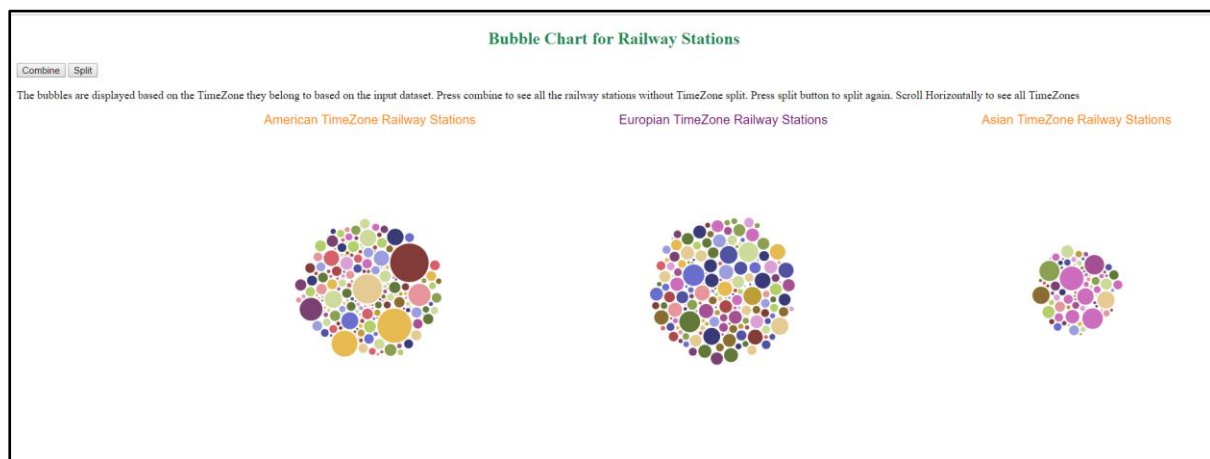 Bubble Chart for Railway Stations
Combine Split
The bubbles are displayed based on the TimeZone they belong to based on the input dataset. Press combine to see all the railway stations without TimeZone split. Press split button to split again. Scroll Horizontally to see all TimeZones
American TimeZone Railway Stations Europian TimeZone Railway Stations Asian TimeZone Railway Stations